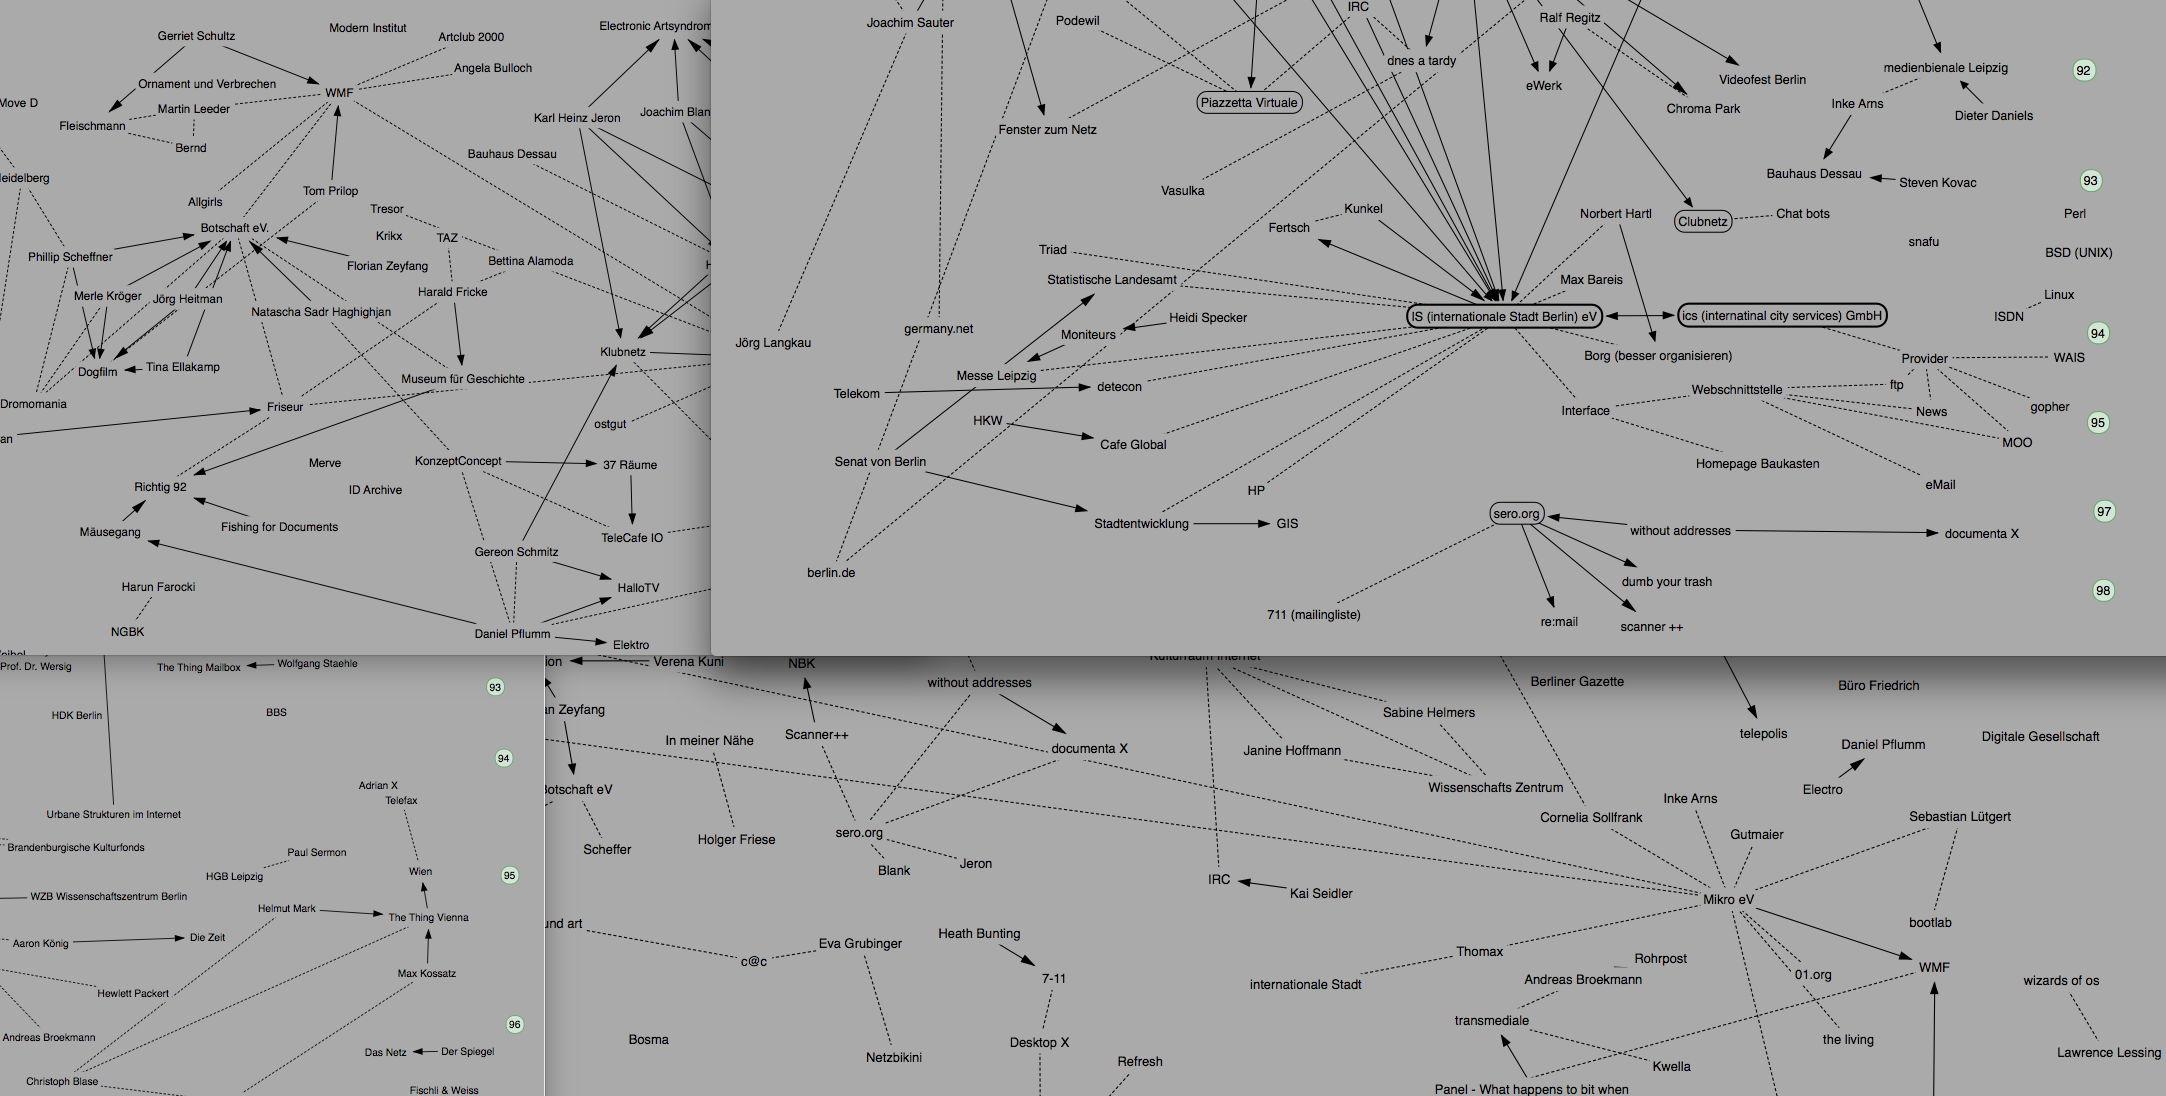 Modern Institut
Gerriet Schultz
Artclub 2000
Electronic Artsyndrom
Angela Bulloch
Ornament und Verbrechen
WMF
Move D
Martin Leeder
Fleischmann
Karl Heinz Jeron
Joachim Blan
Bernd
Bauhaus Dessau
eidelberg
Tom Prilop
Allgirls
Tresor
Botschaft eV.
Krikx
TAZ
Phillip Scheffner
Florian Zeyfang
Bettina Alamoda
H
Merle Kröger
Jörg Heitman
Harald Fricke
Natascha Sadr Haghighjan
Klubnetz
Dogfilm
Tina Ellakamp
Museum für Geschichte
Dromomania
Friseur
ostgut
an
Merve
KonzeptConcept
37 Räume
Richtig 92
ID Archive
Mäusegang
Fishing for Documents
TeleCafe IO
Gereon Schmitz
Harun Farocki
HalloTV
NGBK
Daniel Pflumm
Elektro
Joachim Sauter
Podewil
IRC
Ralf Regitz
dnes a tardy
medienbienale Leipzig
92
Videofest Berlin
eWerk
Piazzetta Virtuale
Chroma Park
Inke Arns
Dieter Daniels
Fenster zum Netz
Bauhaus Dessau
Steven Kovac
93
Vasulka
Kunkel
Norbert Hartl
Clubnetz
Chat bots
Perl
Fertsch
snafu
Triad
BSD (UNIX)
Statistische Landesamt
Max Bareis
Linux
Heidi Specker
IS (internationale Stadt Berlin) eV
ics (internatinal city services) GmbH
ISDN
germany.net
Moniteurs
94
Jörg Langkau
Borg (besser organisieren)
Provider
WAIS
Messe Leipzig
Telekom
detecon
Webschnittstelle
ftp
Interface
News
gopher
HKW
95
Cafe Global
MOO
Senat von Berlin
Homepage Baukasten
HP
eMail
sero.org
97
Stadtentwicklung
GIS
without addresses
documenta X
berlin.de
dumb your trash
98
711 (mailingliste)
re:mail
scanner ++
eibel
Prof. Dr. Wersig
The Thing Mailbox
Wolfgang Staehle
93
HDK Berlin
BBS
94
Adrian X
Telefax
Urbane Strukturen im Internet
Brandenburgische Kulturfonds
Paul Sermon
HGB Leipzig
Wien
95
WZB Wissenschaftszentrum Berlin
Helmut Mark
The Thing Vienna
Aaron König
Die Zeit
Max Kossatz
Hewlett Packert
96
Andreas Broekmann
Das Netz
Der Spiegel
Christoph Blase
Fischli & Weiss
ion
Verena Kuni
NBK
Kulturraum Internet
without addresses
Berliner Gazette
Büro Friedrich
an Zeyfang
Sabine Helmers
Scanner++
telepolis
In meiner Nähe
documenta X
Janine Hoffmann
Daniel Pflumm
Digitale Gesellschaft
Botschaft eV
Wissenschafts Zentrum
Electro
Inke Arns
Cornelia Sollfrank
Sebastian Lütgert
sero.org
Gutmaier
Holger Friese
Scheffer
Blank
Jeron
IRC
Kai Seidler
Mikro eV
und art
bootlab
Heath Bunting
Eva Grubinger
Thomax
c@c
Rohrpost
WMF
7-11
internationale Stadt
Andreas Broekmann
01.org
wizards of os
transmediale
Bosma
Desktop X
the living
Netzbikini
Refresh
Kwella
Lawrence Lessing
Panel - What happens to bit when